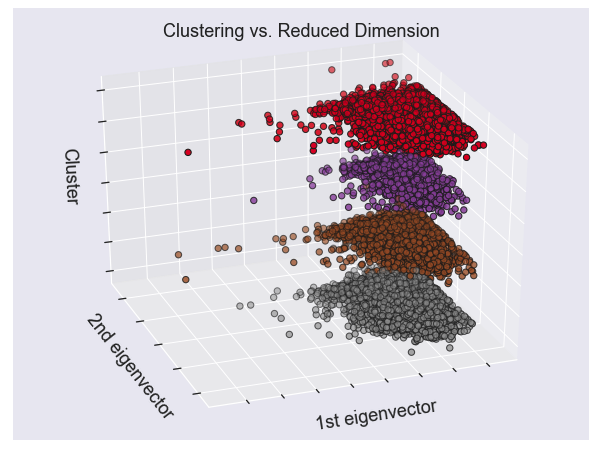 Clustering vs. Reduced Dimension
Cluster
2nd eigenvector
1st eigenvector